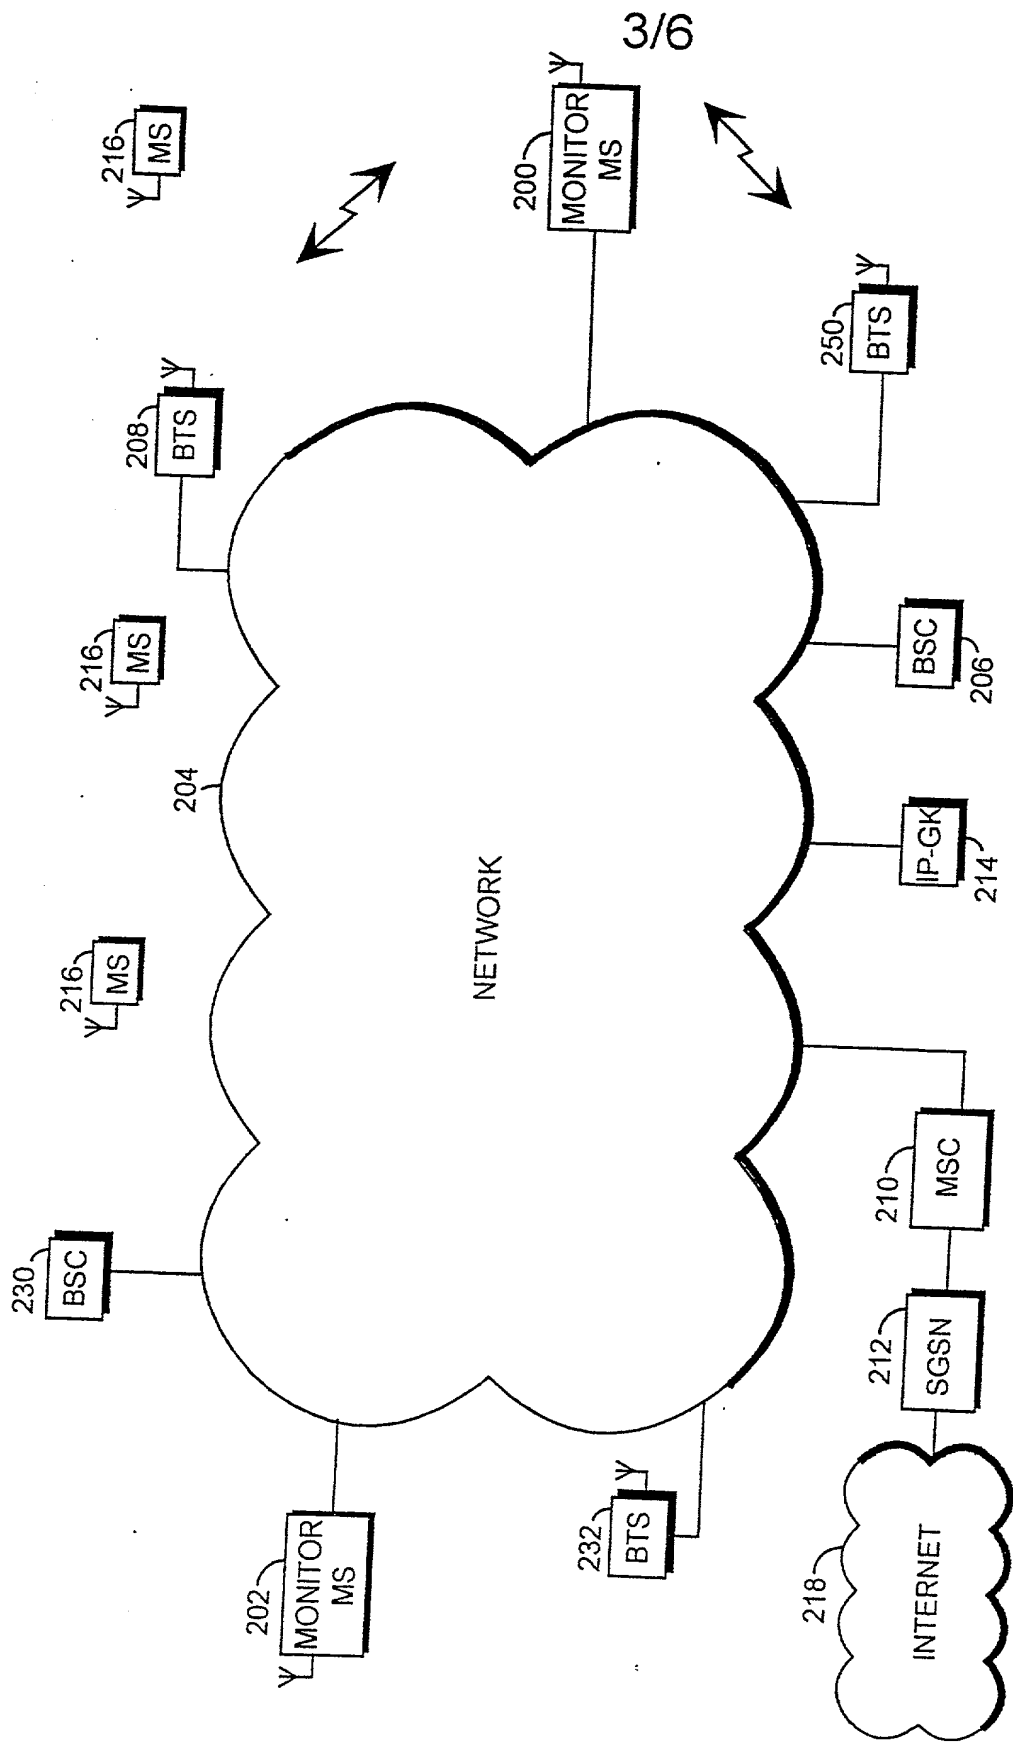 3/6
216
MS
200
MONITOR
MS
208
BTS
250
BTS
216
MS
204
BSC
206
NETWORK
IP-GK
214
216
MS
210
MSC
230
BSC
212
SGSN
202
MONITOR
MS
232
BTS
218
INTERNET